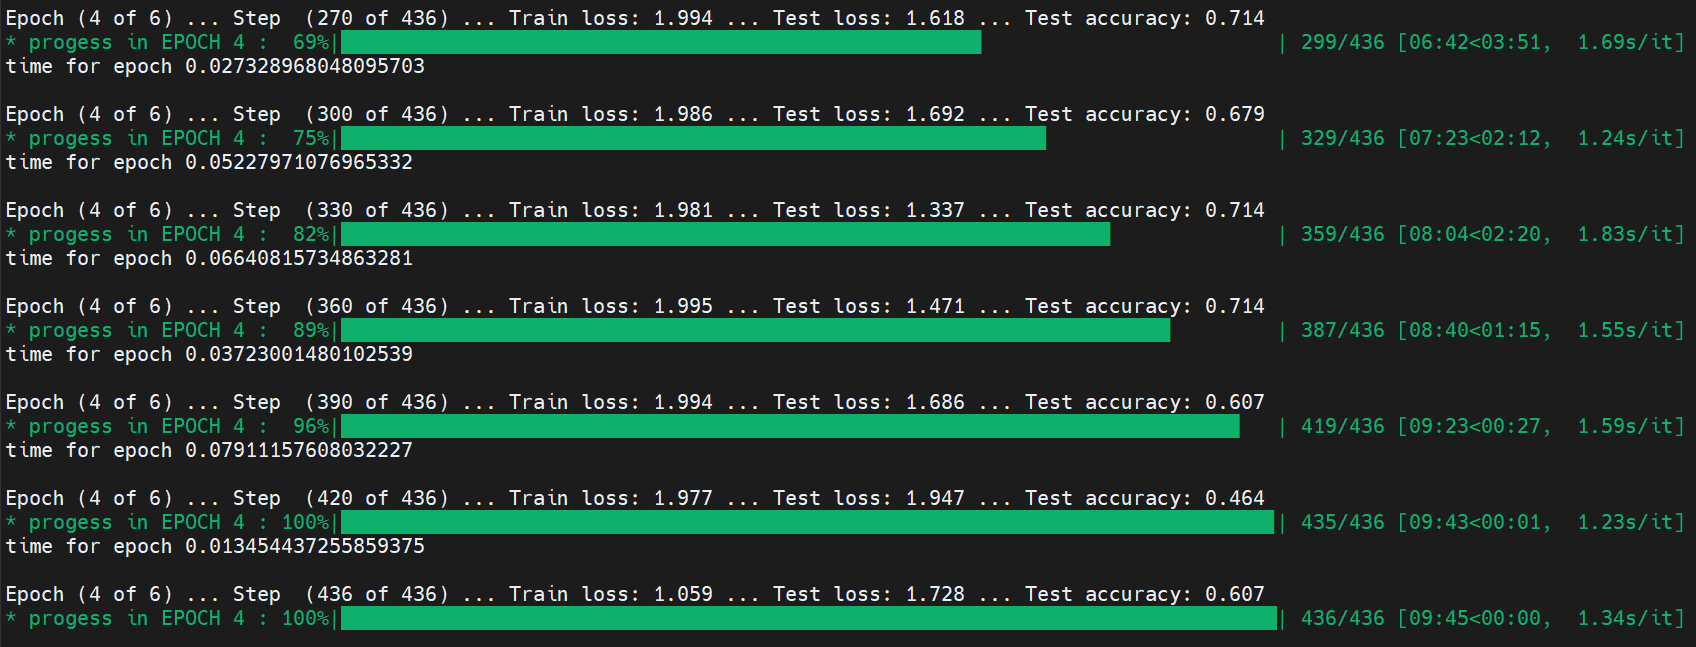 Epoch (4 of 6) ... Step  (270 of 436) ... Train loss: 1.994 ... Test loss: 1.618 ... Test accuracy: 0.714
* progess in EPOCH 4 :  69%| | 299/436 [06:42<03:51,  1.69s/it]
time for epoch 0.027328968048095703
Epoch (4 of 6) ... Step  (300 of 436) ... Train loss: 1.986 ... Test loss: 1.692 ... Test accuracy: 0.679
* progess in EPOCH 4 :  75%| | 329/436 [07:23<02:12,  1.24s/it]
time for epoch 0.05227971076965332
Epoch (4 of 6) ... Step  (330 of 436) ... Train loss: 1.981 ... Test loss: 1.337 ... Test accuracy: 0.714
* progess in EPOCH 4 :  82%| | 359/436 [08:04<02:20,  1.83s/it]
time for epoch 0.06640815734863281
Epoch (4 of 6) ... Step  (360 of 436) ... Train loss: 1.995 ... Test loss: 1.471 ... Test accuracy: 0.714
* progess in EPOCH 4 :  89%| | 387/436 [08:40<01:15,  1.55s/it]
time for epoch 0.03723001480102539
Epoch (4 of 6) ... Step  (390 of 436) ... Train loss: 1.994 ... Test loss: 1.686 ... Test accuracy: 0.607
* progess in EPOCH 4 :  96%| | 419/436 [09:23<00:27,  1.59s/it]
time for epoch 0.07911157608032227
Epoch (4 of 6) ... Step  (420 of 436) ... Train loss: 1.977 ... Test loss: 1.947 ... Test accuracy: 0.464
* progess in EPOCH 4 : 100%| | 435/436 [09:43<00:01,  1.23s/it]
time for epoch 0.013454437255859375
Epoch (4 of 6) ... Step  (436 of 436) ... Train loss: 1.059 ... Test loss: 1.728 ... Test accuracy: 0.607
* progess in EPOCH 4 : 100%| | 436/436 [09:45<00:00,  1.34s/it]